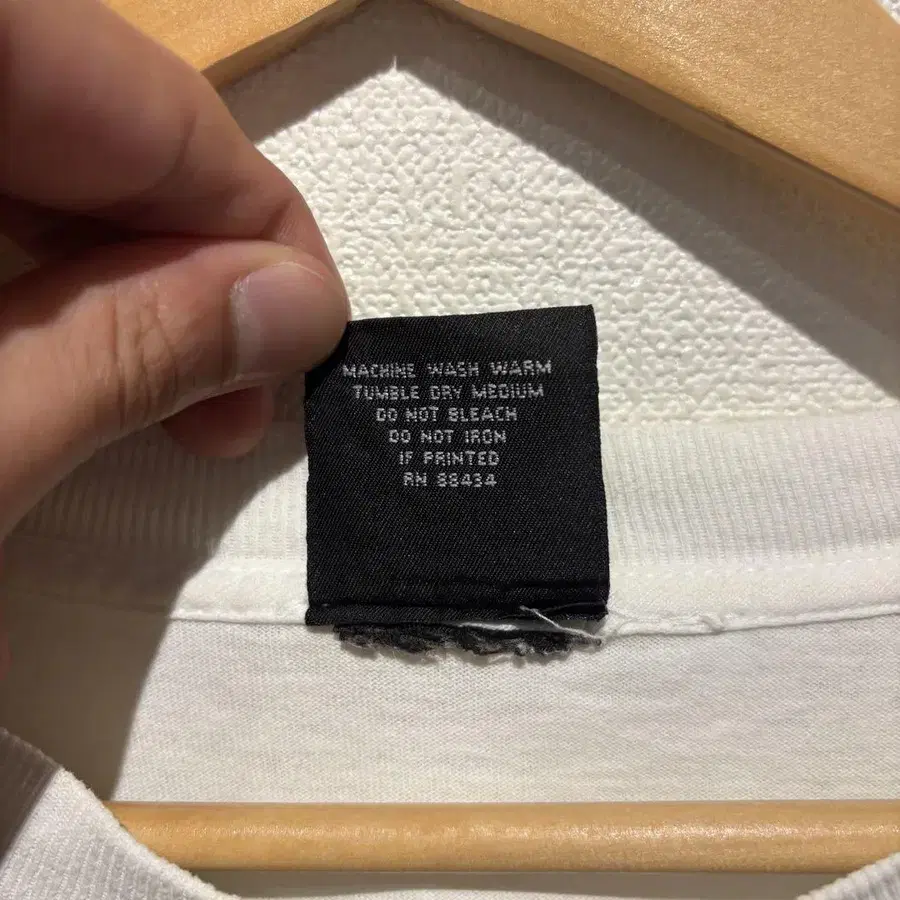 MACHINE WASH WARM
TUMBLE DRY MEDIUM
DO NOT BLEACH
DO NOT IRON
IF PRINTED
RN 88434